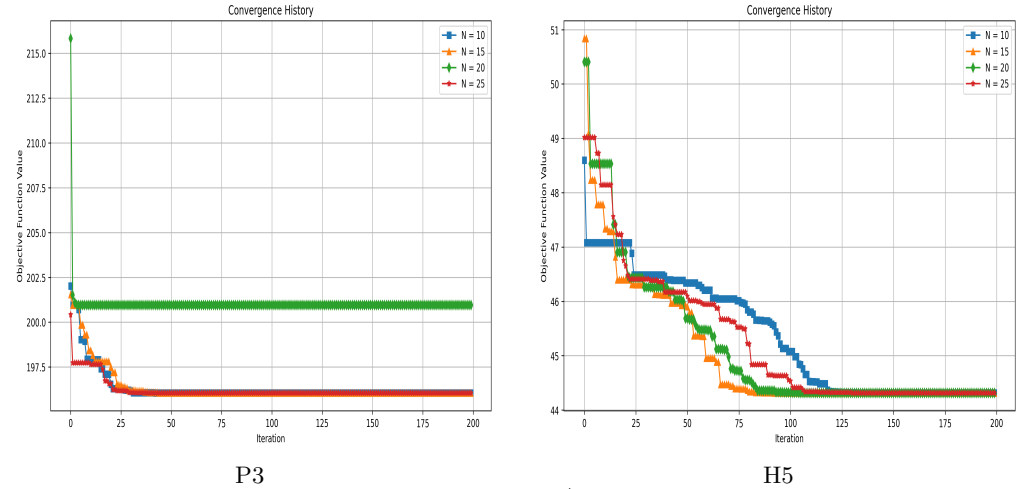 Convergence History
Objective Function Value
215.0
212.5
210.0
207.5
205.0
202.5
200.0
197.5
0 25 50 75 100 125 150 175 200
Iteration
N = 10
N = 15
N = 20
N = 25
P3
Convergence History
Objective Function Value
51
50
49
48
47
46
45
44
0 25 50 75 100 125 150 175 200
Iteration
N = 10
N = 15
N = 20
N = 25
H5